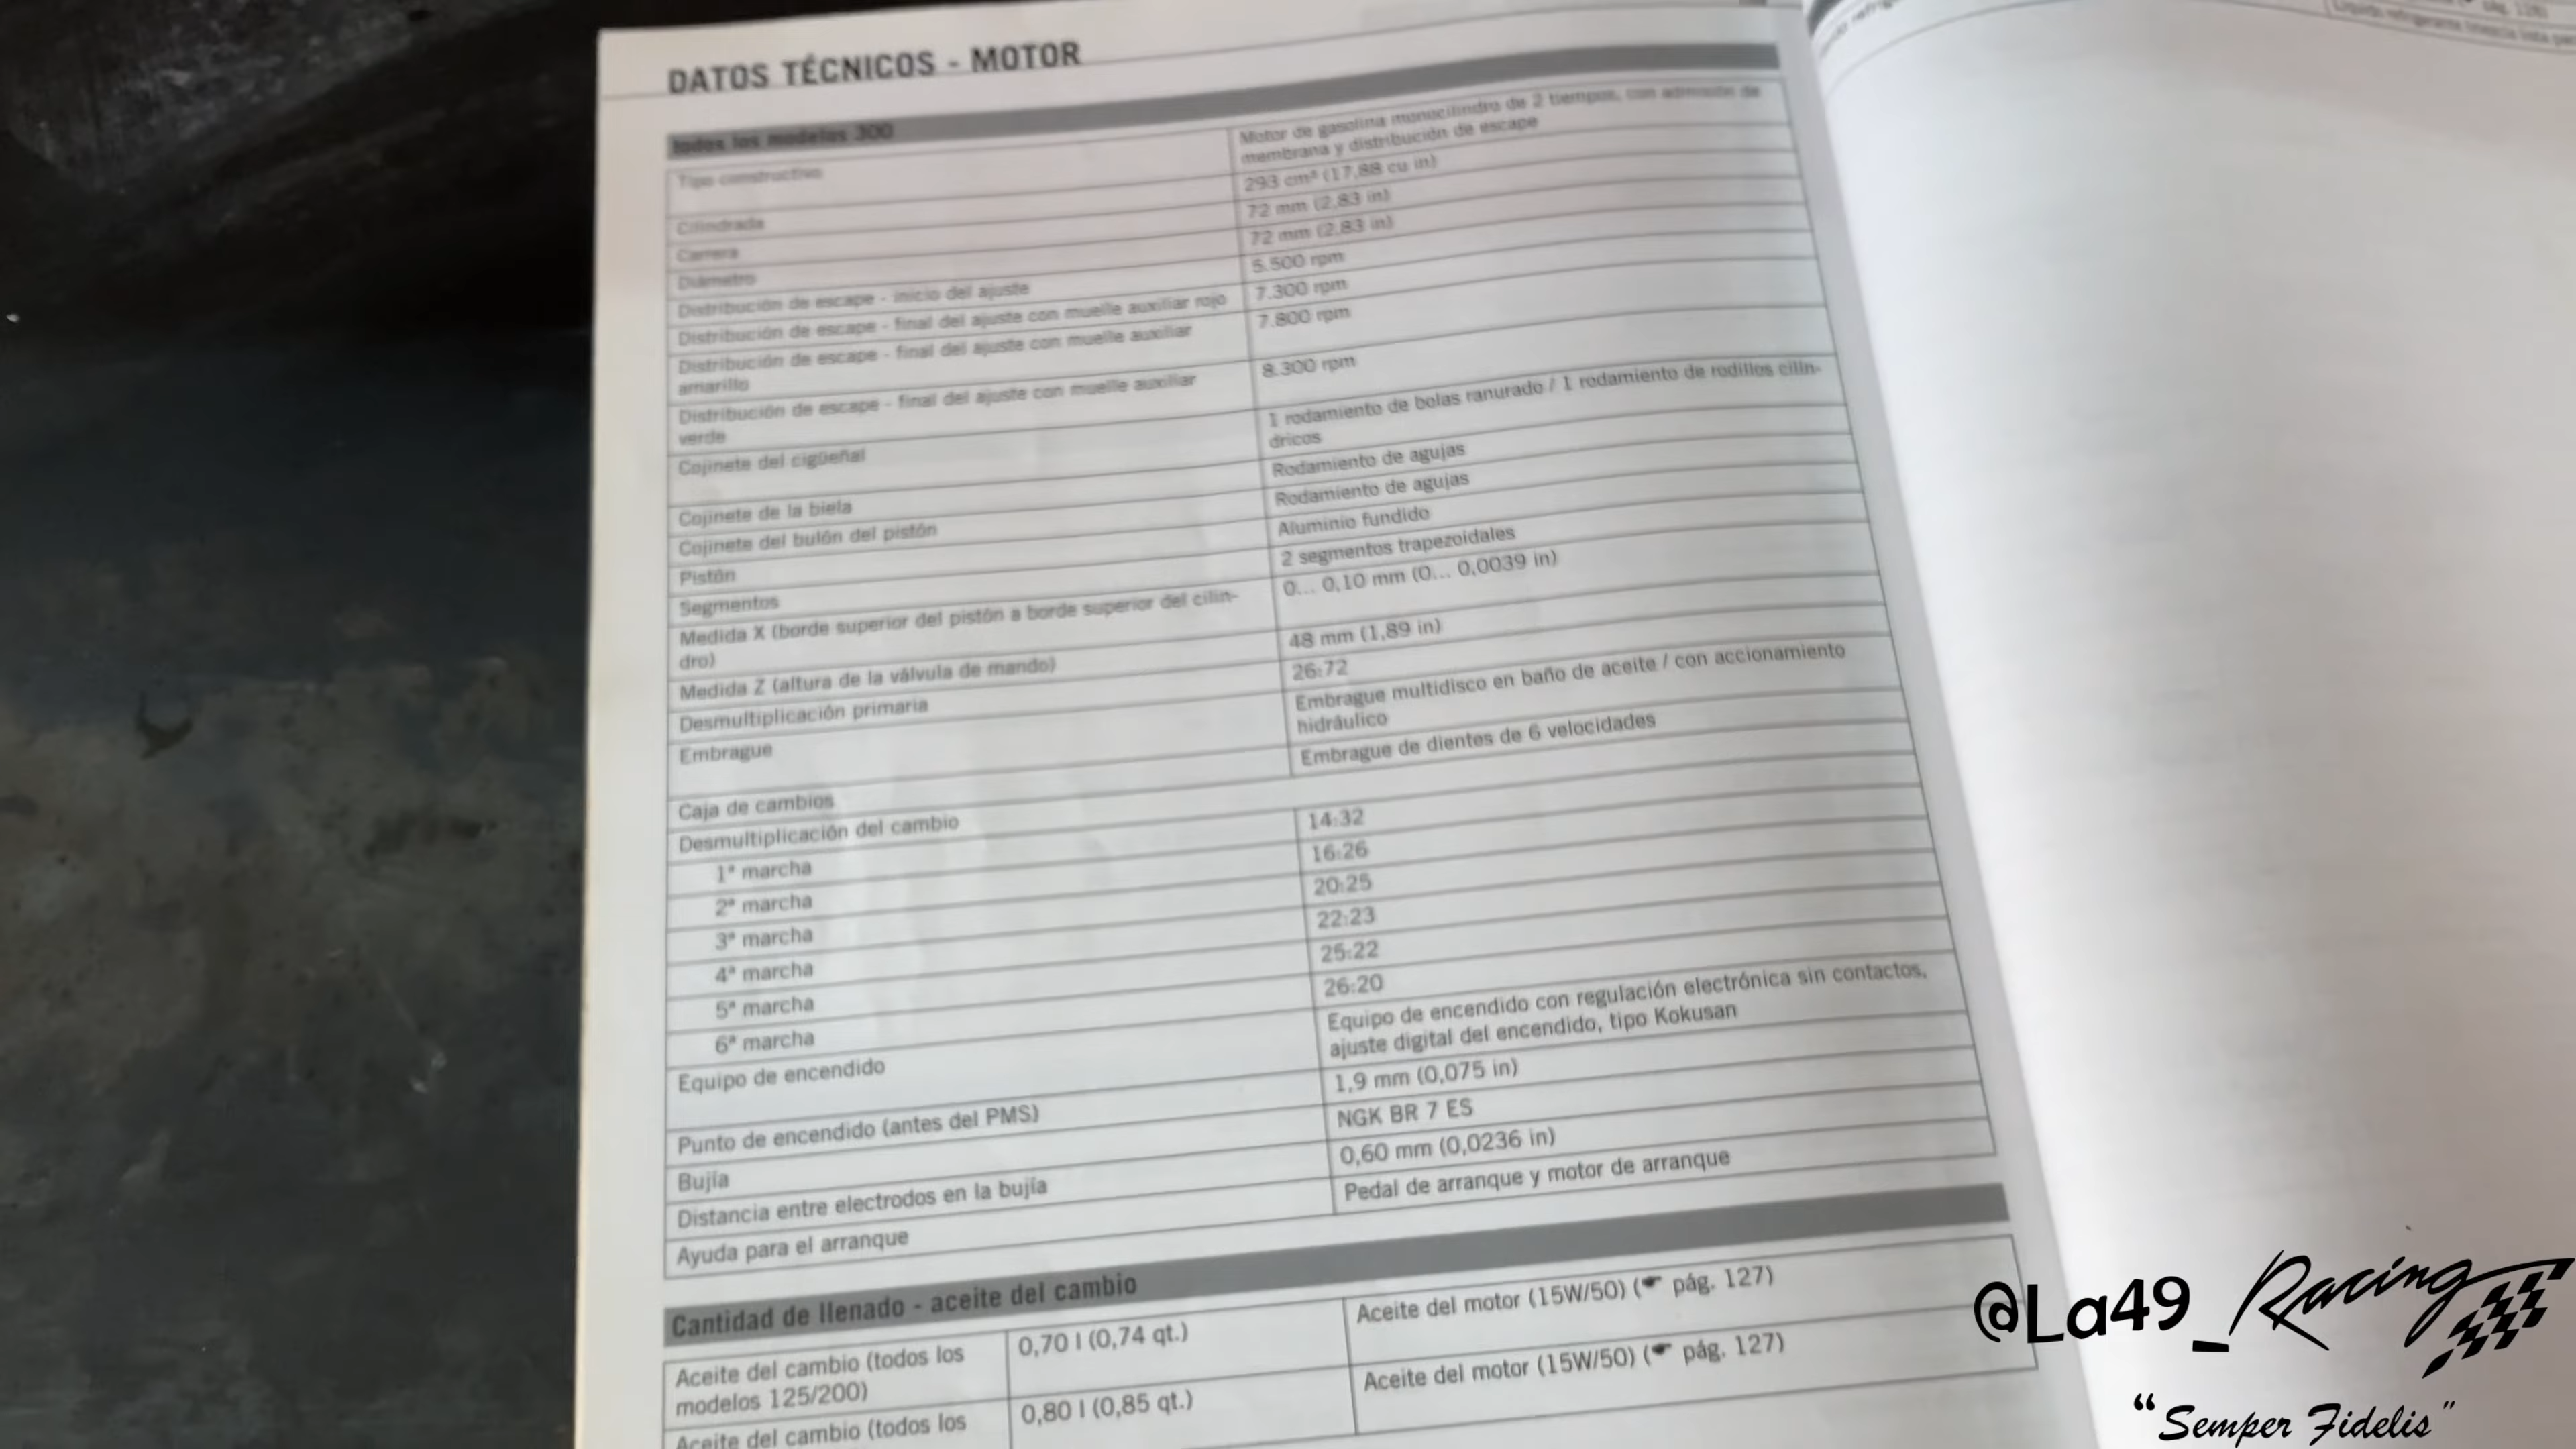 DATOS TÉCNICOS - MOTOR
todos los modelos 300
Tipo constructivo
Motor de gasolina monocilindro de 2 tiempos, con admisión de
membrana y distribución de escape
Cilindrada
293 cm³ (17,88 cu in)
Carrera
72 mm (2,83 in)
Diámetro
72 mm (2,83 in)
Distribución de escape - inicio del ajuste
5.500 rpm
Distribución de escape - final del ajuste con muelle auxiliar rojo
7.300 rpm
Distribución de escape - final del ajuste con muelle auxiliar
amarillo
7.800 rpm
Distribución de escape - final del ajuste con muelle auxiliar
verde
8.300 rpm
Cojinete del cigüeñal
1 rodamiento de bolas ranurado / 1 rodamiento de rodillos cilín-
dricos
Cojinete de la biela
Rodamiento de agujas
Cojinete del bulón del pistón
Rodamiento de agujas
Pistón
Aluminio fundido
Segmentos
2 segmentos trapezoidales
Medida X (borde superior del pistón a borde superior del cilin-
dro)
0... 0,10 mm (0... 0,0039 in)
Medida Z (altura de la válvula de mando)
48 mm (1,89 in)
Desmultiplicación primaria
26:72
Embrague
Embrague multidisco en baño de aceite / con accionamiento
hidráulico
Caja de cambios
Embrague de dientes de 6 velocidades
Desmultiplicación del cambio
1ª marcha
14:32
2ª marcha
16:26
3ª marcha
20:25
4ª marcha
22:23
5ª marcha
25:22
6ª marcha
26:20
Equipo de encendido
Equipo de encendido con regulación electrónica sin contactos,
ajuste digital del encendido, tipo Kokusan
Punto de encendido (antes del PMS)
1,9 mm (0,075 in)
Bujía
NGK BR 7 ES
Distancia entre electrodos en la bujía
0,60 mm (0,0236 in)
Ayuda para el arranque
Pedal de arranque y motor de arranque
Cantidad de llenado - aceite del cambio
Aceite del cambio (todos los
modelos 125/200)
0,70 l (0,74 qt.)
Aceite del motor (15W/50) (☛ pág. 127)
Aceite del cambio (todos los
0,80 l (0,85 qt.)
Aceite del motor (15W/50) (☛ pág. 127)
@La49_Racing
"Semper Fidelis"